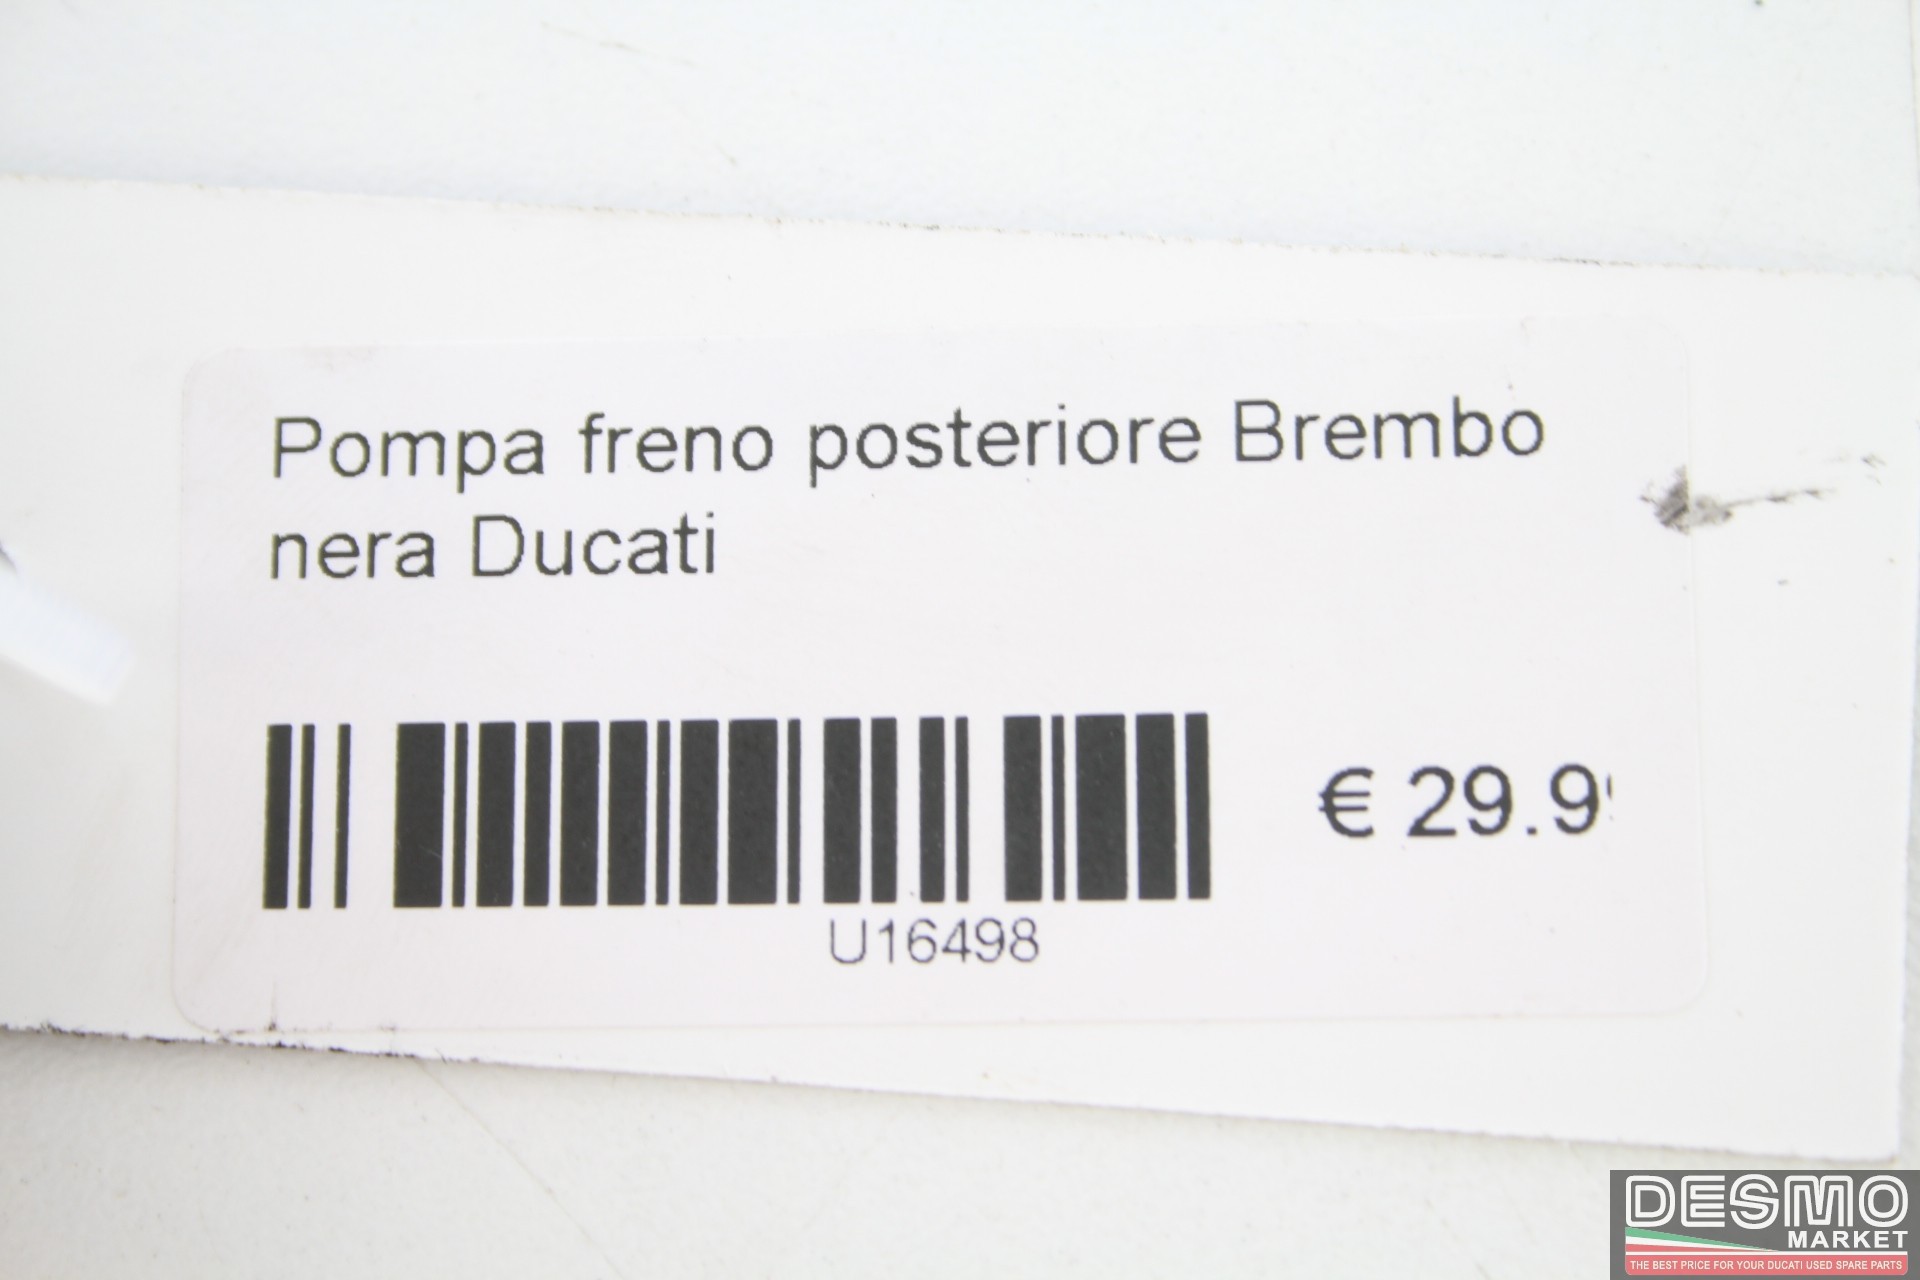 Pompa freno posteriore Brembo
nera Ducati
€ 29.9
U16498
DESMO
MARKET
THE BEST PRICE FOR YOUR DUCATI USED SPARE PARTS